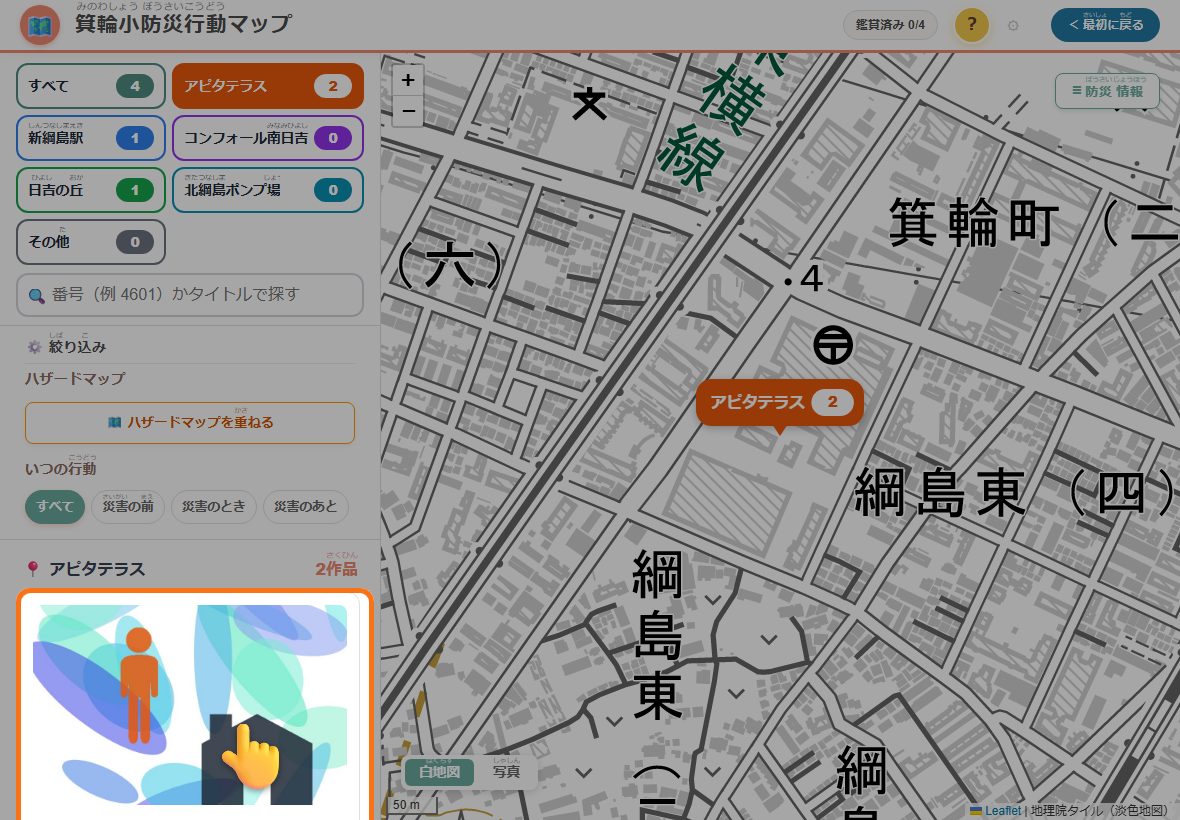 みのわしょう ぼうさいこうどう
箕輪小防災行動マップ
鑑賞済み 0/4
?
さいしょ もど
< 最初に戻る
すべて 4
アピタテラス 2
しんつなしまえき
新綱島駅 1
みなみひよし
コンフォール南日吉 0
ひよし おか
日吉の丘 1
きたつなしま じょう
北綱島ポンプ場 0
た
その他 0
番号（例 4601）かタイトルで探す
しぼ こ
絞り込み
ハザードマップ
かさ
ハザードマップを重ねる
こうどう
いつの行動
すべて
さいがい まえ
災害の前
災害のとき
災害のあと
アピタテラス
さくひん
2作品
+
−
横
線
ぼうさいじょうほう
≡ 防災 情報
箕輪町（二
（六）
・4
アピタテラス 2
綱島東（四）
綱島東（二
綱島
はくちず
白地図
しゃしん
写真
50 m
Leaflet | 地理院タイル（淡色地図）